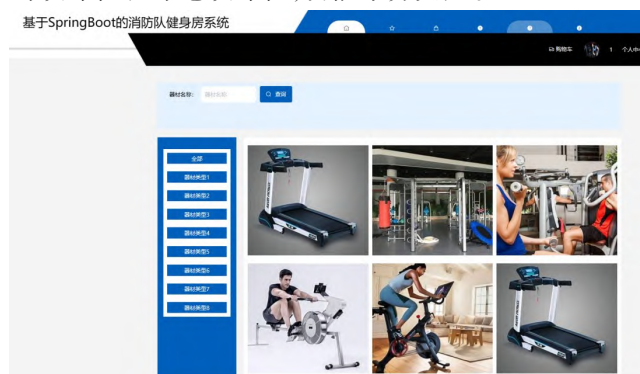 基于SpringBoot的消防队健身房系统
购物车 1 个人中心
器材名称: 器材名称 查询
全部
器材类型1
器材类型2
器材类型3
器材类型4
器材类型5
器材类型6
器材类型7
器材类型8